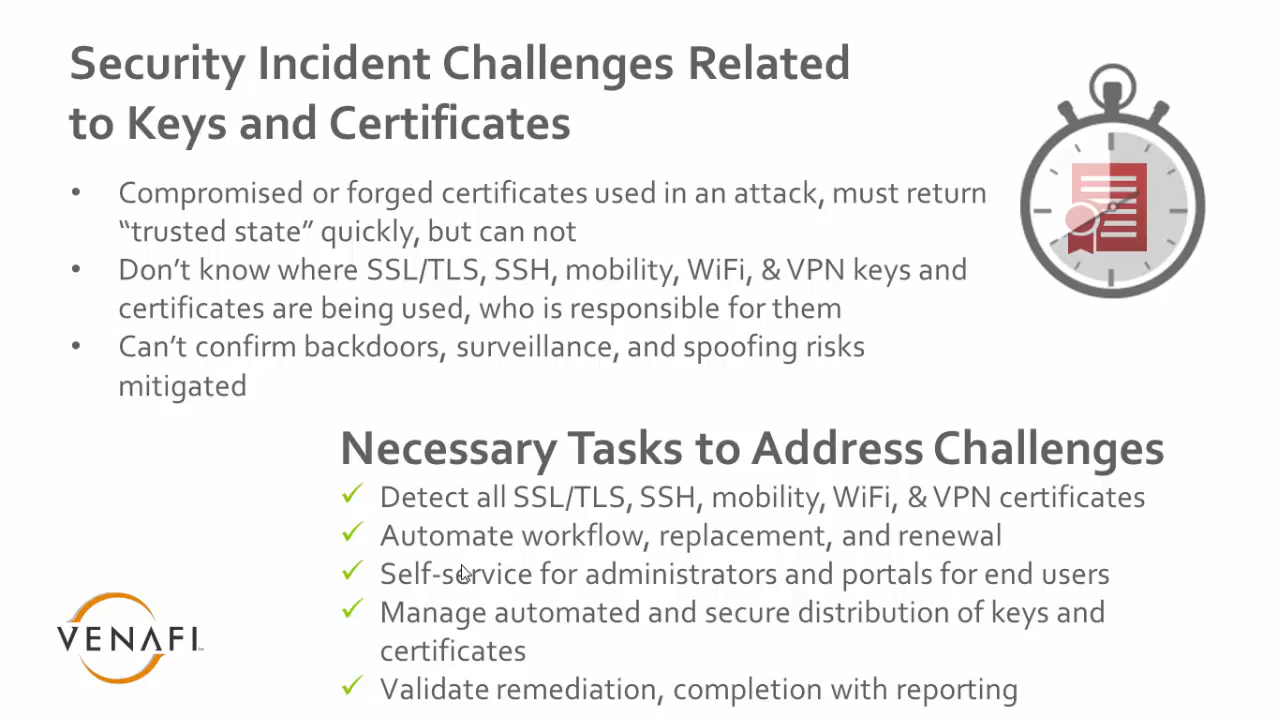 Security Incident Challenges Related
to Keys and Certificates
• Compromised or forged certificates used in an attack, must return
“trusted state” quickly, but can not
• Don’t know where SSL/TLS, SSH, mobility, WiFi, & VPN keys and
certificates are being used, who is responsible for them
• Can’t confirm backdoors, surveillance, and spoofing risks
mitigated
Necessary Tasks to Address Challenges
✓ Detect all SSL/TLS, SSH, mobility, WiFi, & VPN certificates
✓ Automate workflow, replacement, and renewal
✓ Self-service for administrators and portals for end users
✓ Manage automated and secure distribution of keys and
certificates
✓ Validate remediation, completion with reporting
VENAFI